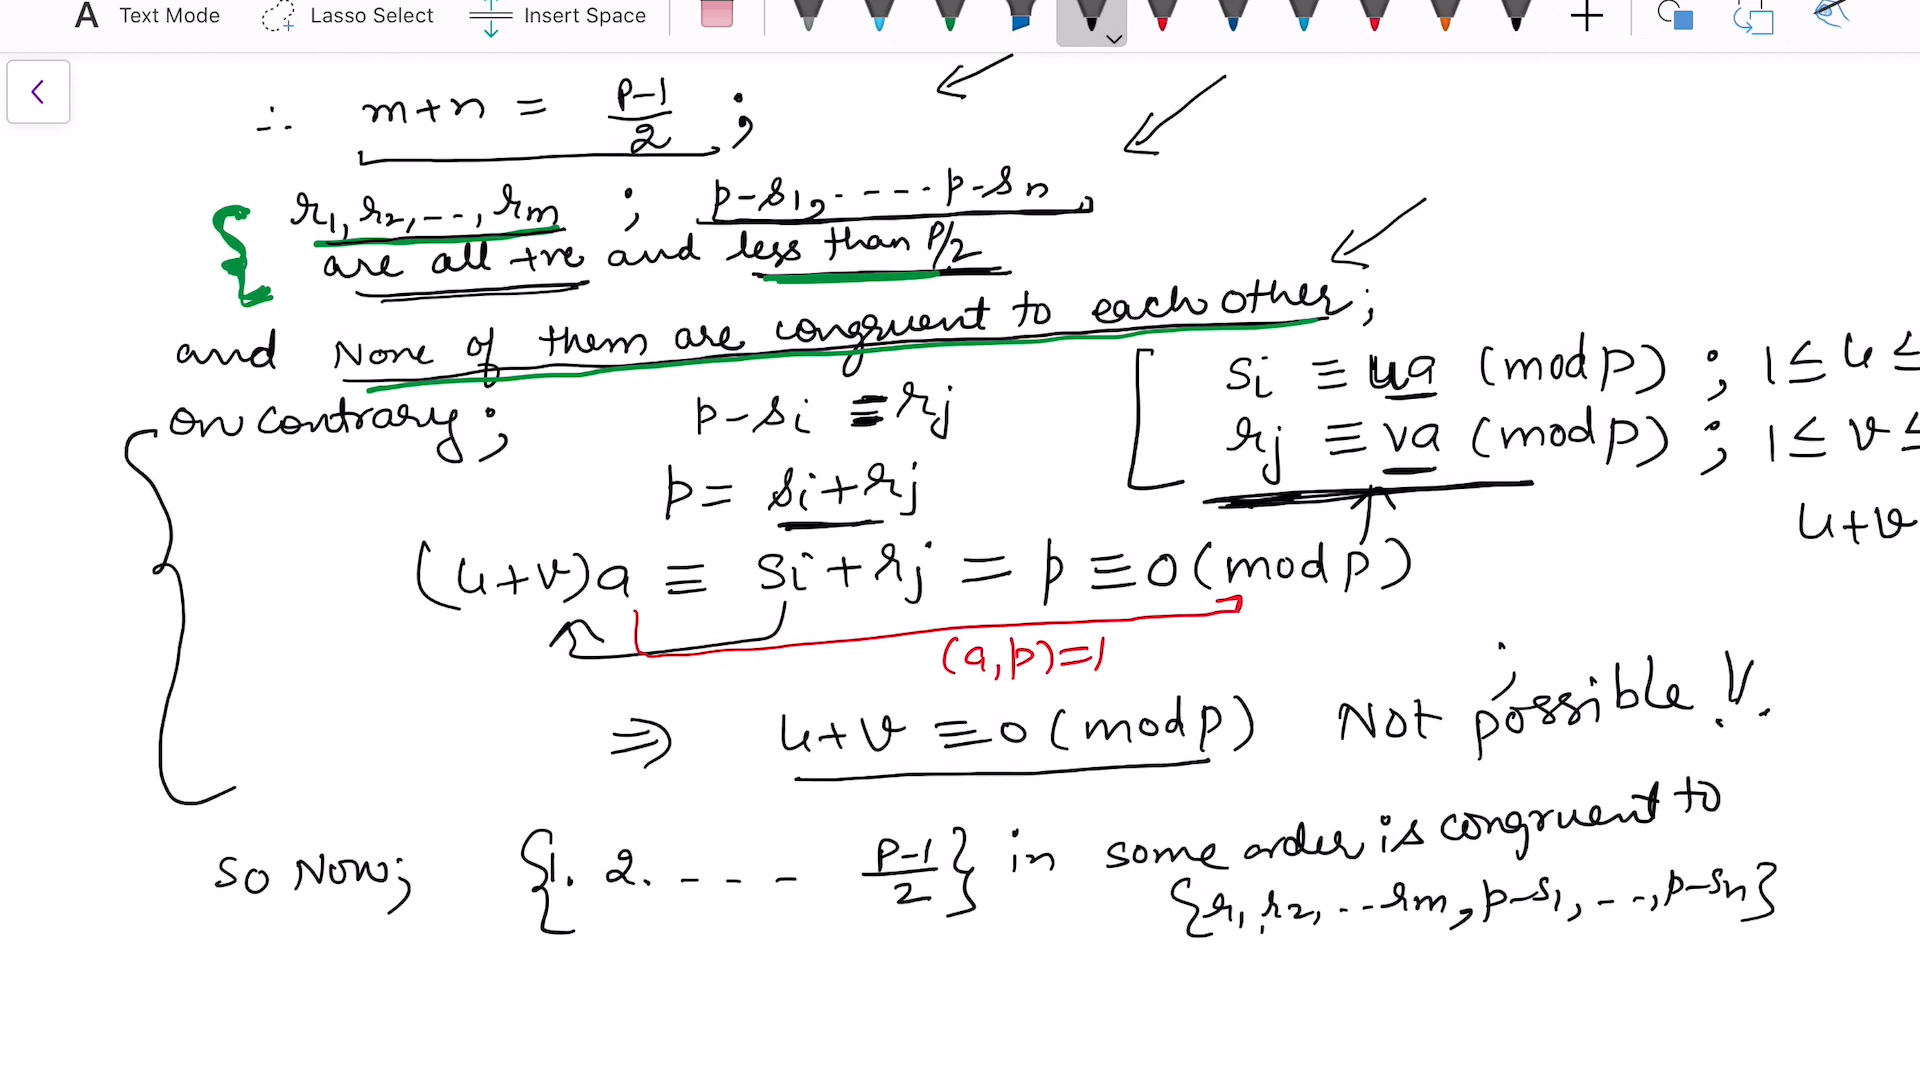 A Text Mode Lasso Select Insert Space
∴ m+n = (p-1)/2 ;
r₁, r₂, --, rm ; p-s₁, ----- p-sn
are all +ve and less than P/2
and None of them are congruent to each other ;
on contrary ; p-si ≡ rj
p = si+rj
[ si ≡ ua (mod p) ; 1 ≤ u ≤
rj ≡ va (mod p) ; 1 ≤ v ≤
u+v
(u+v)a ≡ si+rj = p ≡ 0 (mod p)
(a,p)=1
⇒ u+v ≡ 0 (mod p) Not possible !!
So Now; {1. 2. --- (p-1)/2} in some order is congruent to
{r₁, r₂, --rm, p-s₁, --, p-sn}